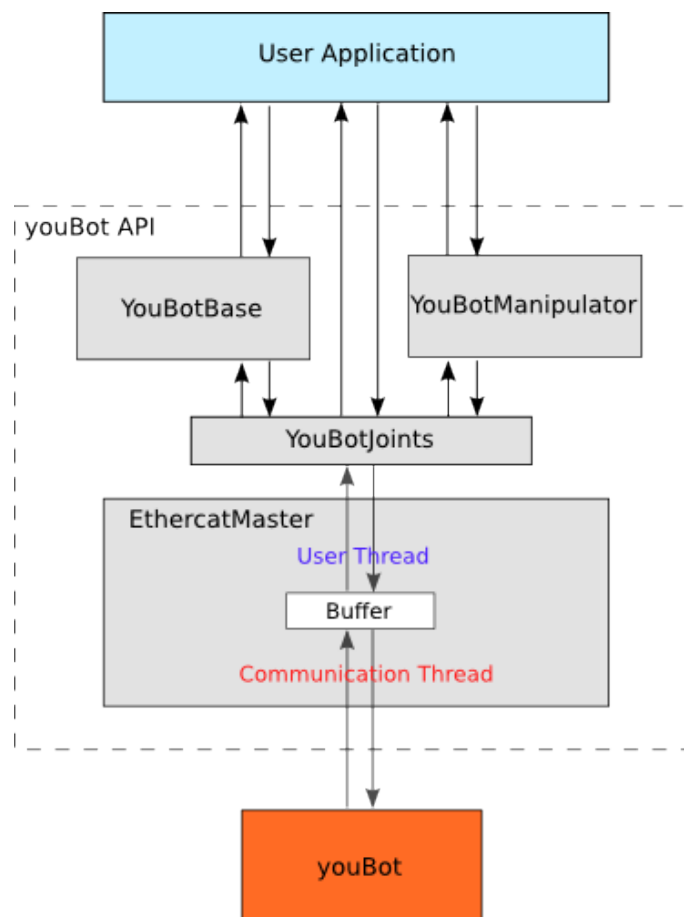 User Application
youBot API
YouBotBase
YouBotManipulator
YouBotJoints
EthercatMaster
User Thread
Buffer
Communication Thread
youBot